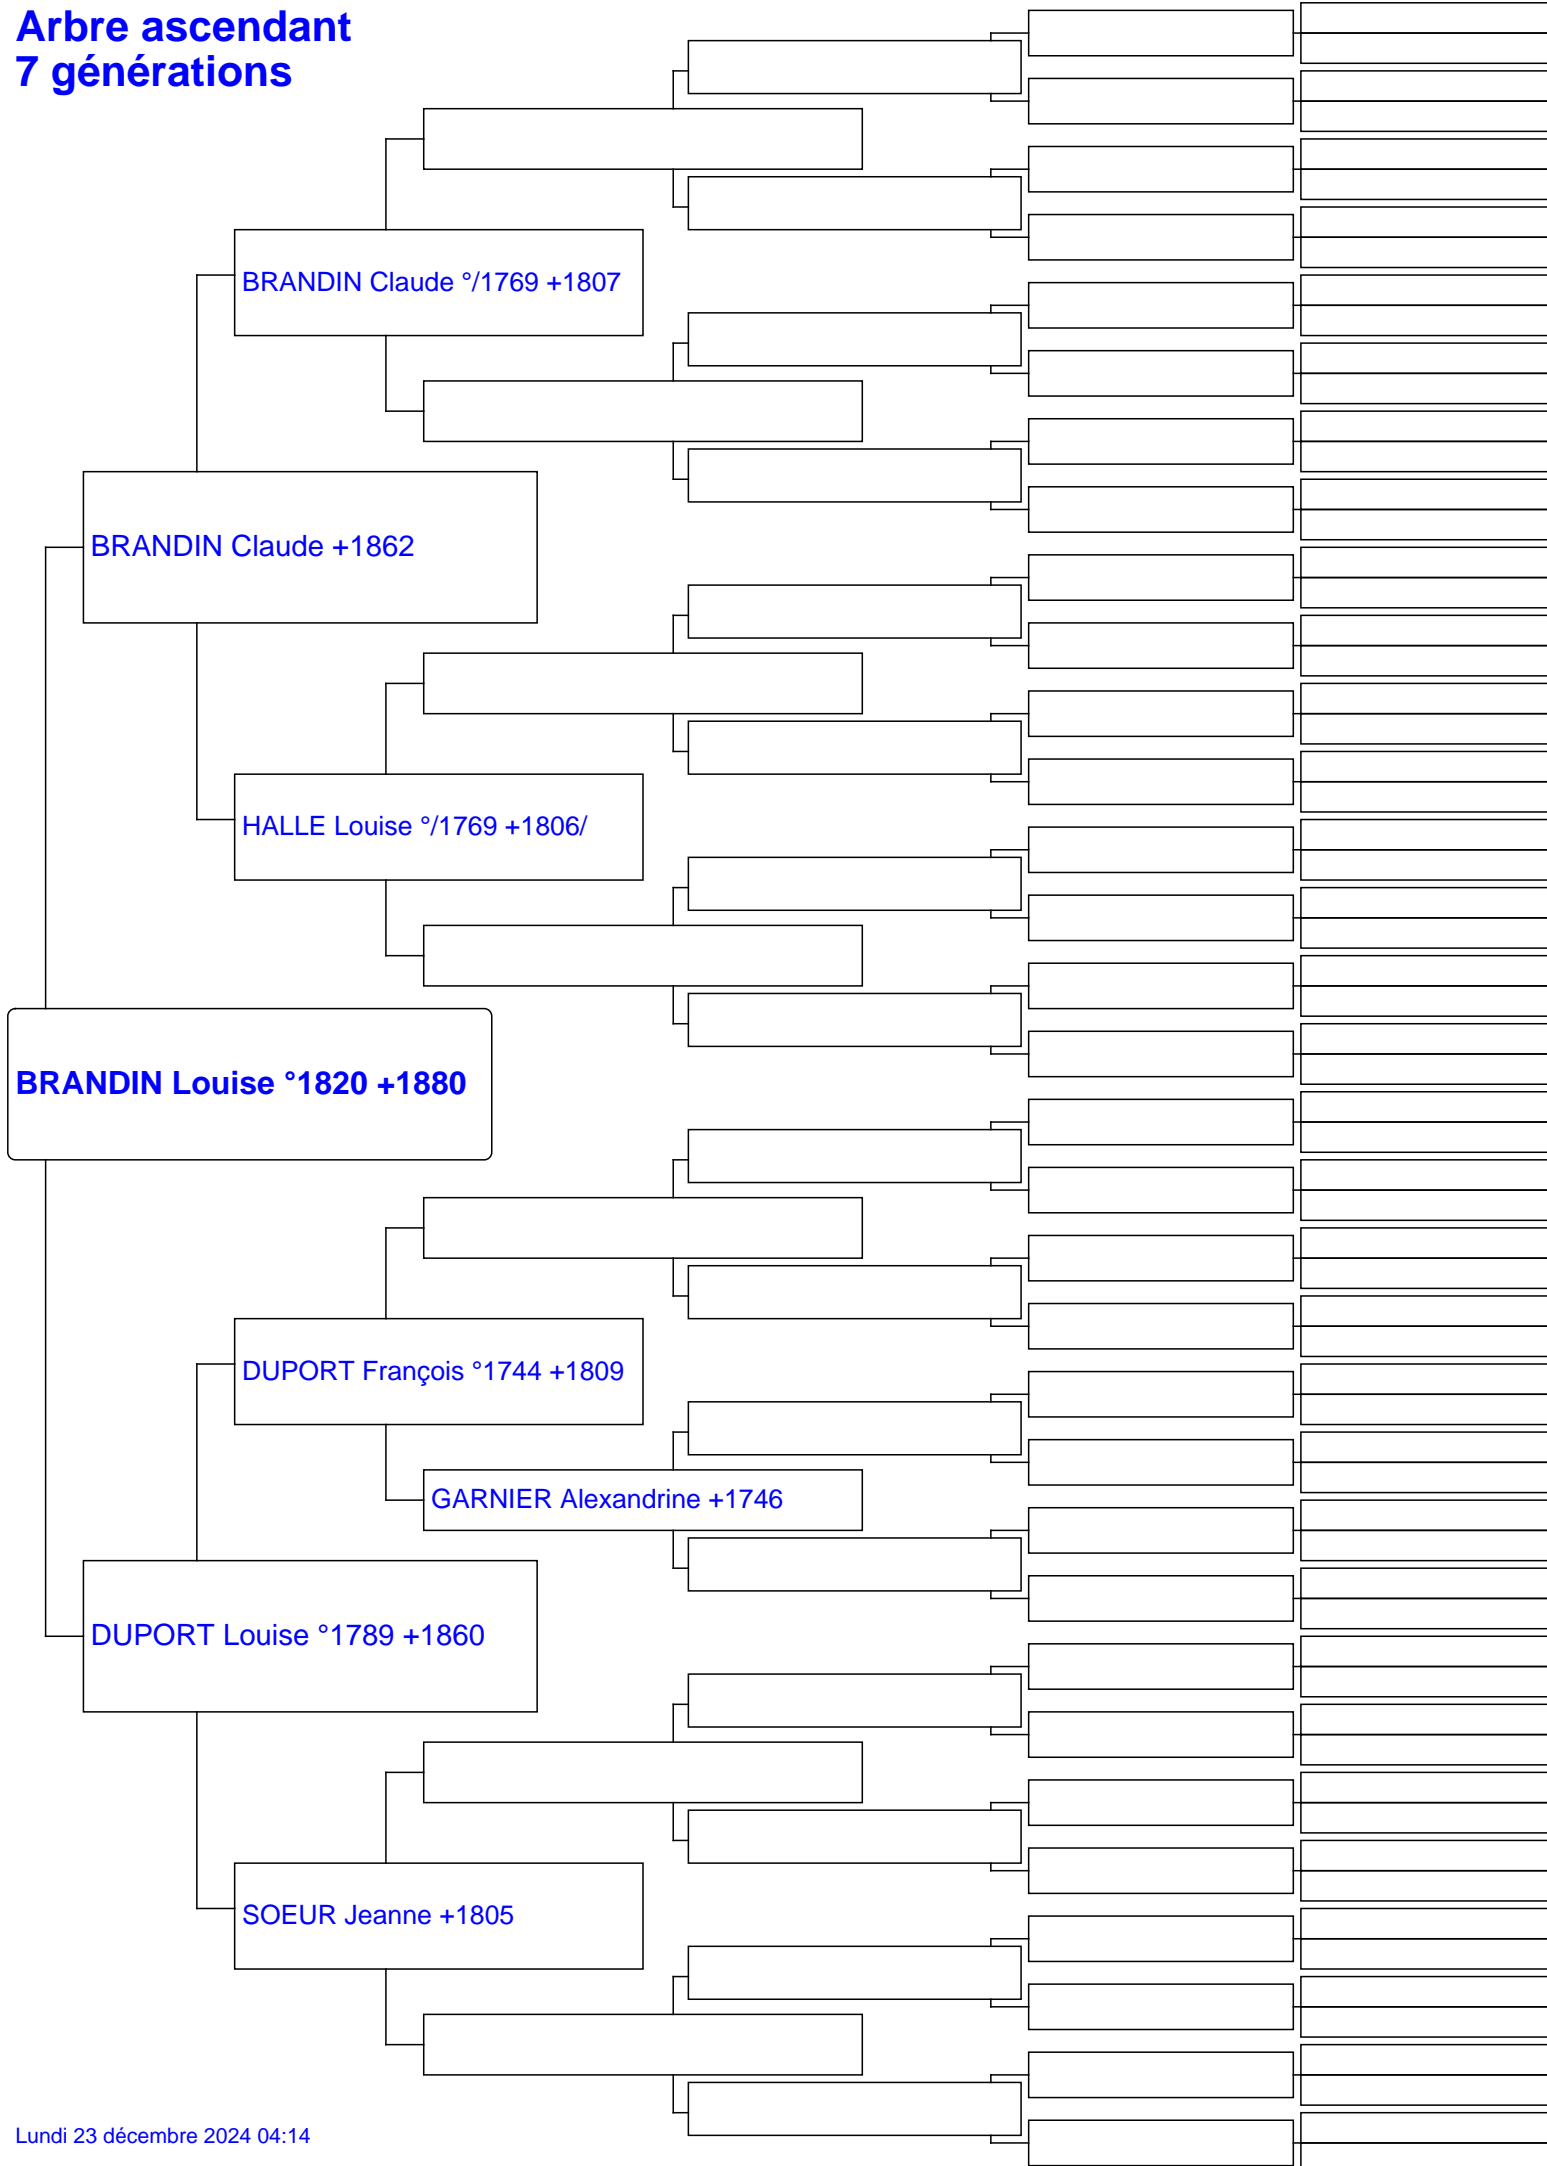 Arbre ascendant
7 générations
BRANDIN Claude °/1769 +1807
BRANDIN Claude +1862
HALLE Louise °/1769 +1806/
BRANDIN Louise °1820 +1880
DUPORT François °1744 +1809
GARNIER Alexandrine +1746
DUPORT Louise °1789 +1860
SOEUR Jeanne +1805
Lundi 23 décembre 2024 04:14